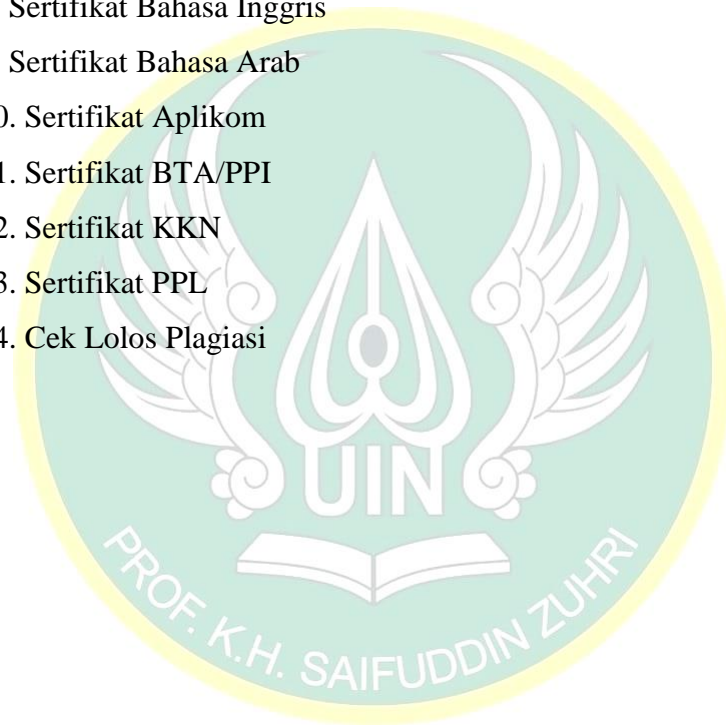 Sertifikat Bahasa Inggris
Sertifikat Bahasa Arab
0. Sertifikat Aplikom
1. Sertifikat BTA/PPI
2. Sertifikat KKN
3. Sertifikat PPL
4. Cek Lolos Plagiasi
UIN
PROF. K.H. SAIFUDDIN ZUHRI